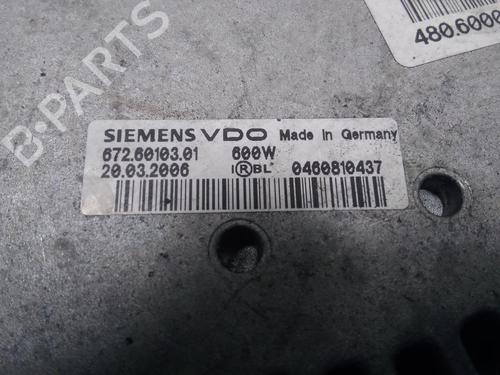 480.6000
SIEMENS VDO Made in Germany
672.60103.01 600W
20.03.2006 I®BL 0460810437
B-PARTS